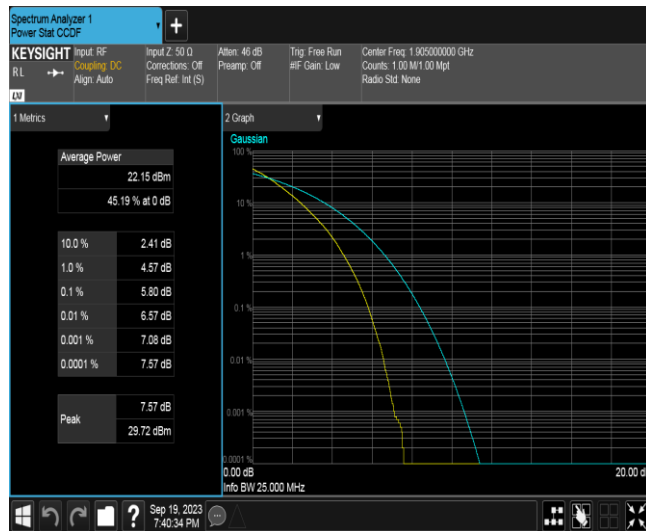 Spectrum Analyzer 1
Power Stat CCDF
+
KEYSIGHT
RL
LXI
Input: RF
Coupling: DC
Align: Auto
Input Z: 50 Ω
Corrections: Off
Freq Ref: Int (S)
Atten: 46 dB
Preamp: Off
Trig: Free Run
#IF Gain: Low
Center Freq: 1.905000000 GHz
Counts: 1.00 M/1.00 Mpt
Radio Std: None
1 Metrics
Average Power
22.15 dBm
45.19 % at 0 dB
10.0 % 2.41 dB
1.0 % 4.57 dB
0.1 % 5.80 dB
0.01 % 6.57 dB
0.001 % 7.08 dB
0.0001 % 7.57 dB
Peak
7.57 dB
29.72 dBm
2 Graph
Gaussian
100 %
10 %
1 %
0.1 %
0.01 %
0.001 %
0.0001 %
0.00 dB
20.00 d
Info BW 25.000 MHz
?
Sep 19, 2023
7:40:34 PM